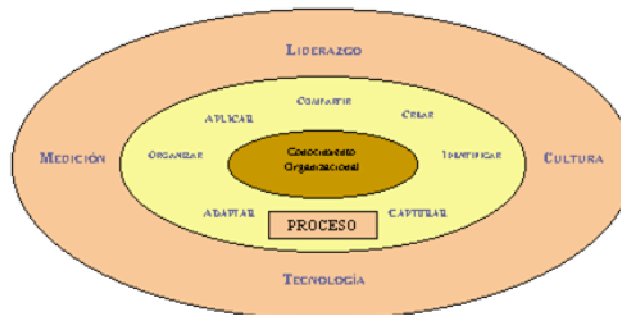 LIDERAZGO
COMPARTIR
CREAR
APLICAR
MEDICIÓN
ORGANIZAR
Conocimiento
Organizacional
IDENTIFICAR
CULTURA
ADAPTAR
PROCESO
CAPTURAR
TECNOLOGÍA